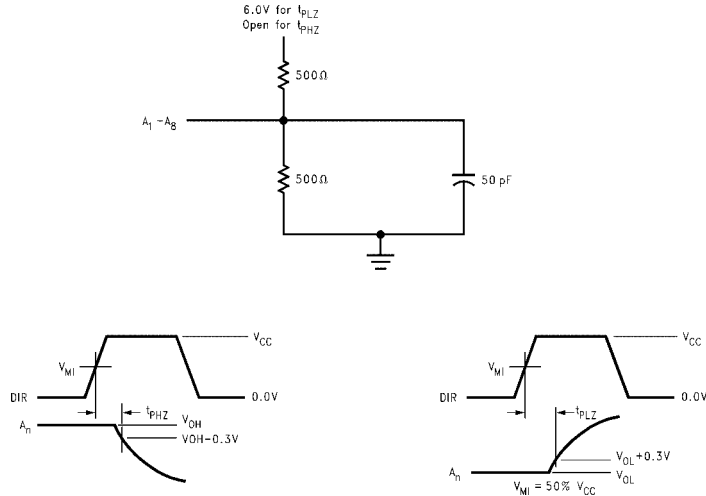 6.0V for tPLZ
Open for tPHZ
500Ω
A1 -A8
500Ω
50 pF
VCC
VMI
DIR
0.0V
tPHZ
An
VOH
VOH-0.3V
VCC
VMI
DIR
0.0V
tPLZ
VOL+0.3V
An
VOL
VMI = 50% VCC